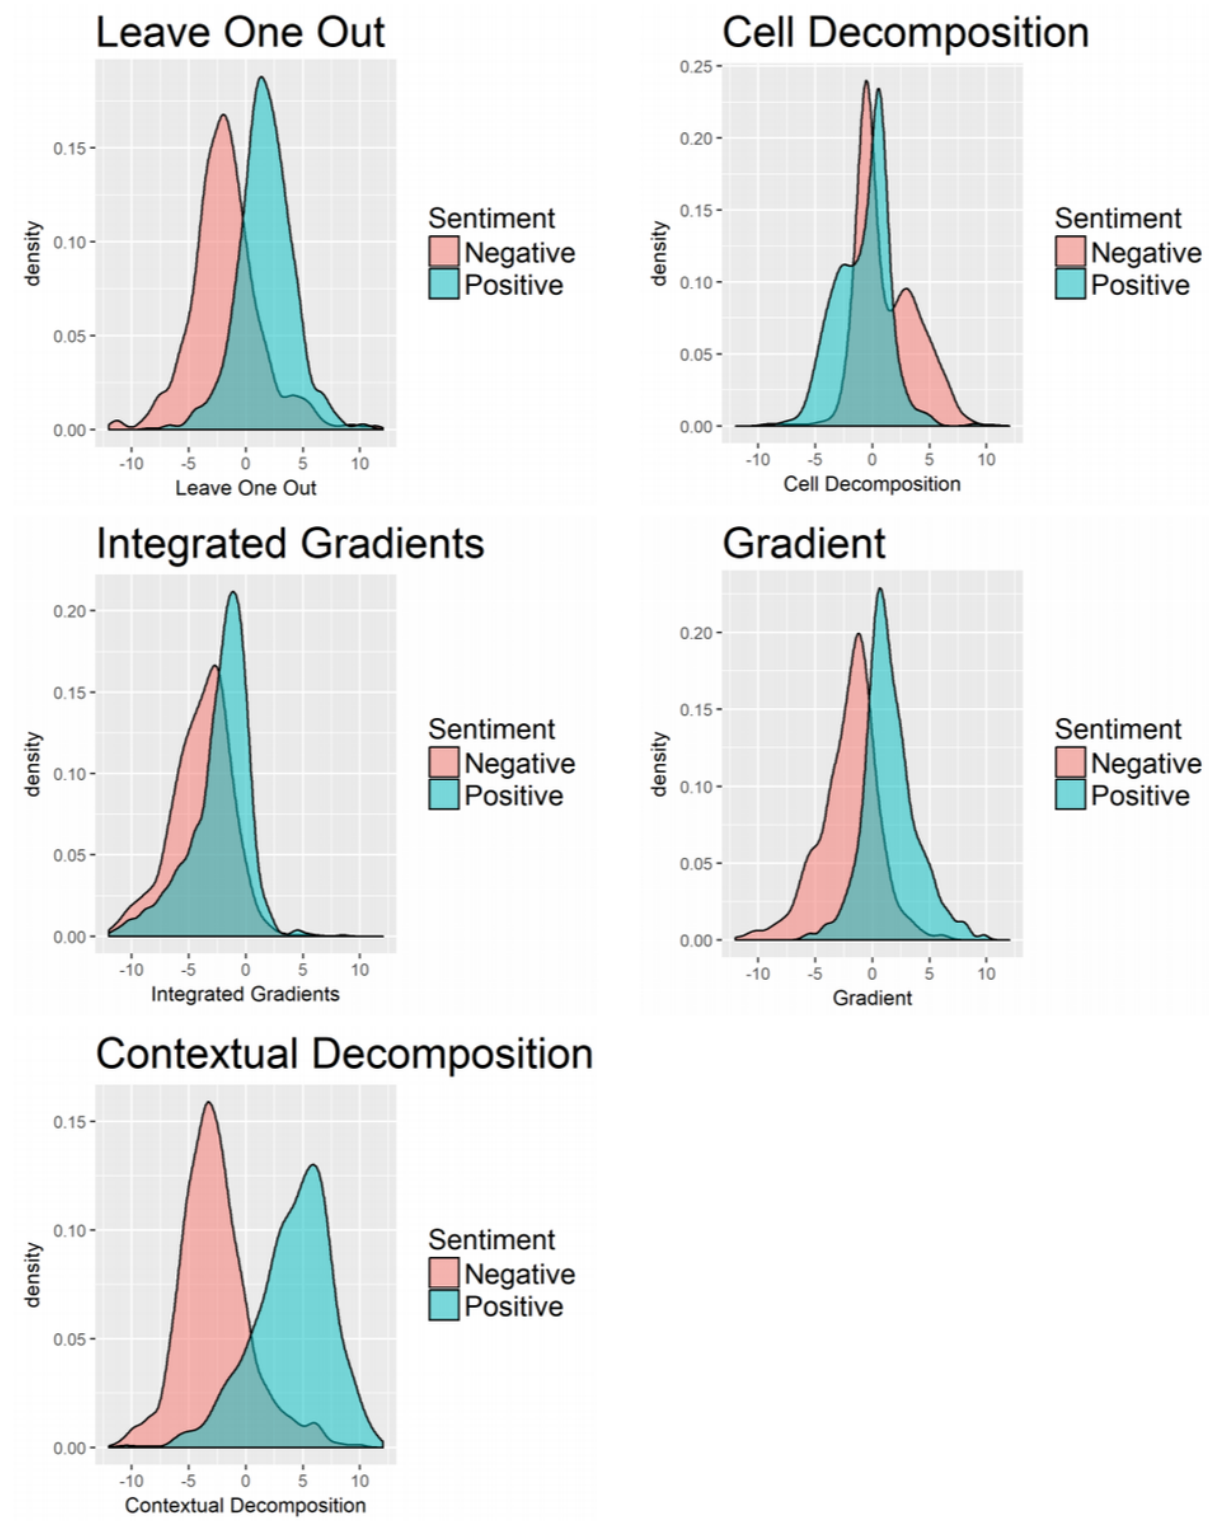 Leave One Out
0.15
0.10
0.05
0.00
density
-10 -5 0 5 10
Leave One Out
Sentiment
Negative
Positive
Cell Decomposition
0.25
0.20
0.15
0.10
0.05
0.00
density
-10 -5 0 5 10
Cell Decomposition
Sentiment
Negative
Positive
Integrated Gradients
0.20
0.15
0.10
0.05
0.00
density
-10 -5 0 5 10
Integrated Gradients
Sentiment
Negative
Positive
Gradient
0.20
0.15
0.10
0.05
0.00
density
-10 -5 0 5 10
Gradient
Sentiment
Negative
Positive
Contextual Decomposition
0.15
0.10
0.05
0.00
density
-10 -5 0 5 10
Contextual Decomposition
Sentiment
Negative
Positive